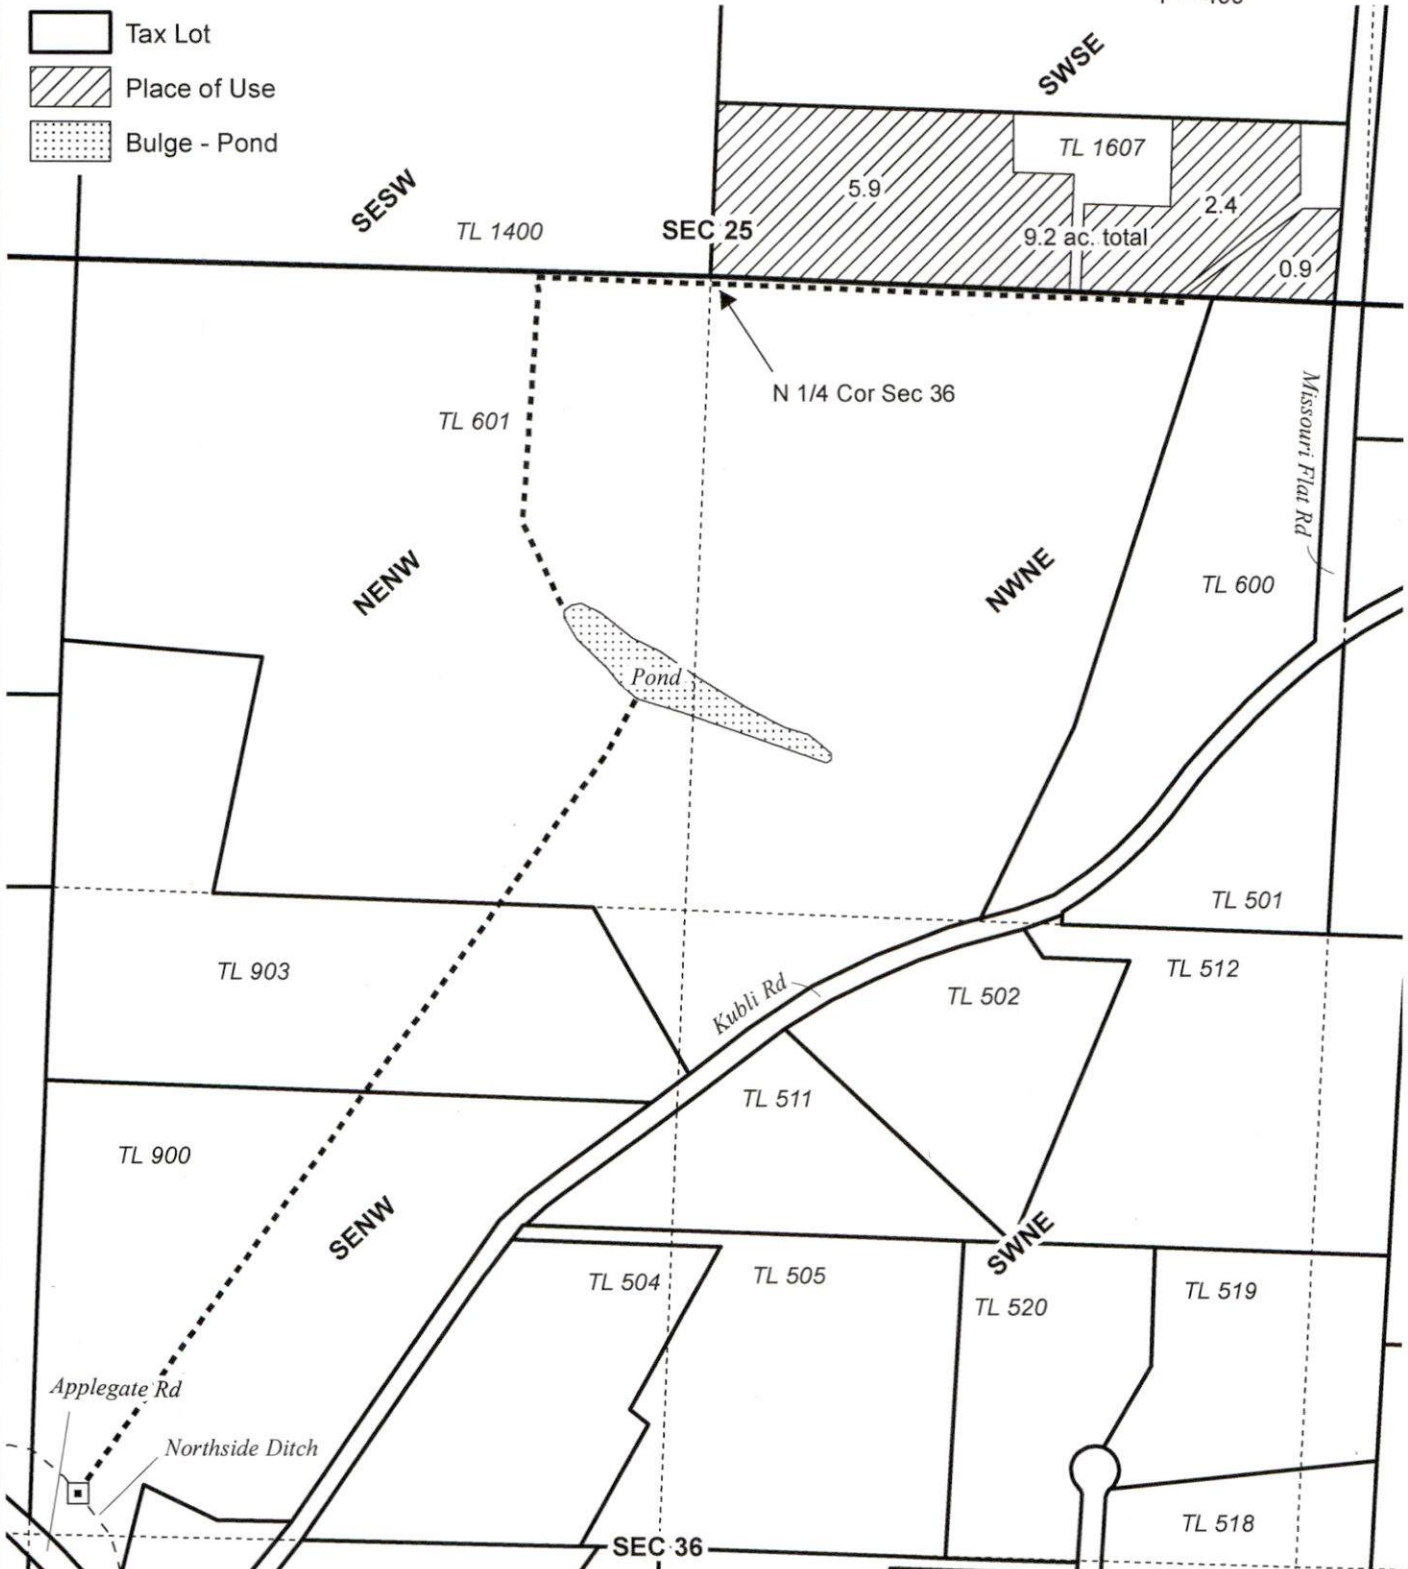 Tax Lot
Place of Use
Bulge - Pond
SWSE
TL 1607
SESW
5.9
2.4
TL 1400
SEC 25
9.2 ac. total
0.9
N 1/4 Cor Sec 36
TL 601
Missouri Flat Rd
NENW
NWNE
TL 600
Pond
TL 501
TL 903
TL 512
Kubli Rd
TL 502
TL 511
TL 900
SENW
SWNE
TL 504
TL 505
TL 520
TL 519
Applegate Rd
Northside Ditch
TL 518
SEC 36